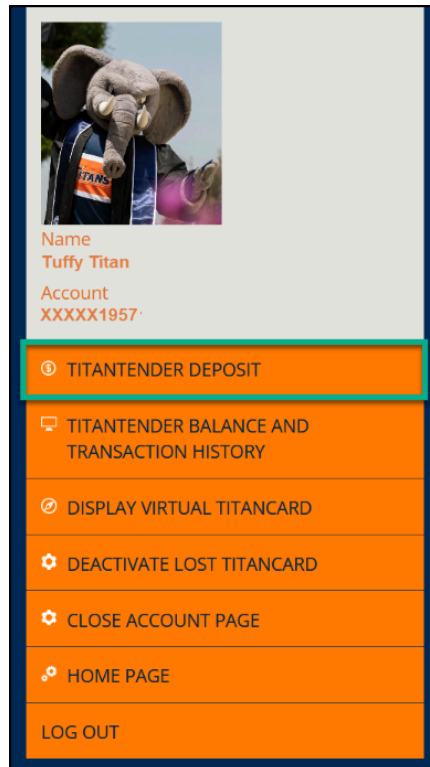 TITANS
Name
Tuffy Titan
Account
XXXXX1957
TITANTENDER DEPOSIT
TITANTENDER BALANCE AND
TRANSACTION HISTORY
DISPLAY VIRTUAL TITANCARD
DEACTIVATE LOST TITANCARD
CLOSE ACCOUNT PAGE
HOME PAGE
LOG OUT